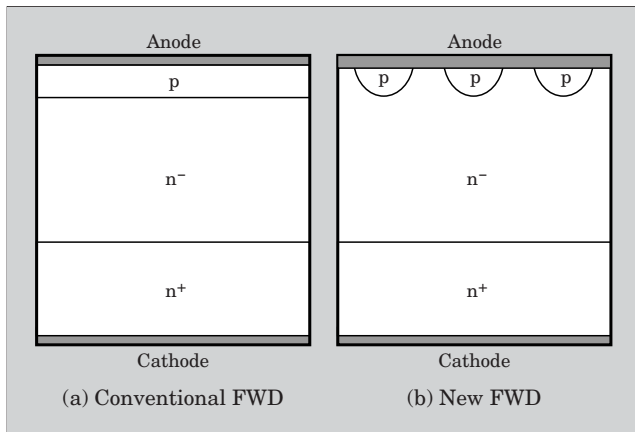 Anode
p
n⁻
n⁺
Cathode
(a) Conventional FWD
Anode
p p p
n⁻
n⁺
Cathode
(b) New FWD